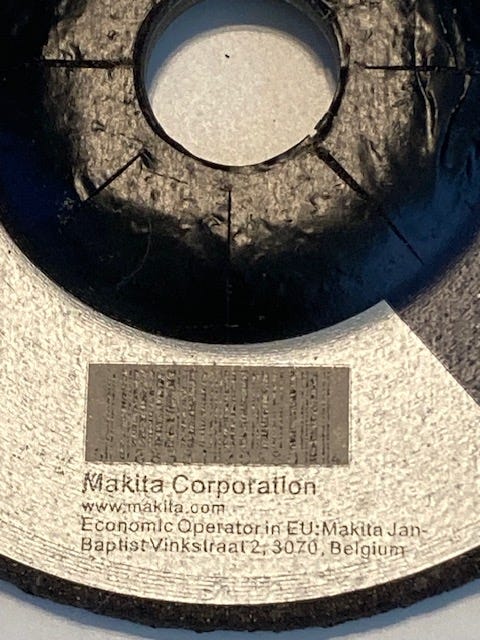 Makita Corporation
www.makita.com
Economic Operator in EU: Makita Jan-
Baptist Vinkstraat 2, 3070, Belgium